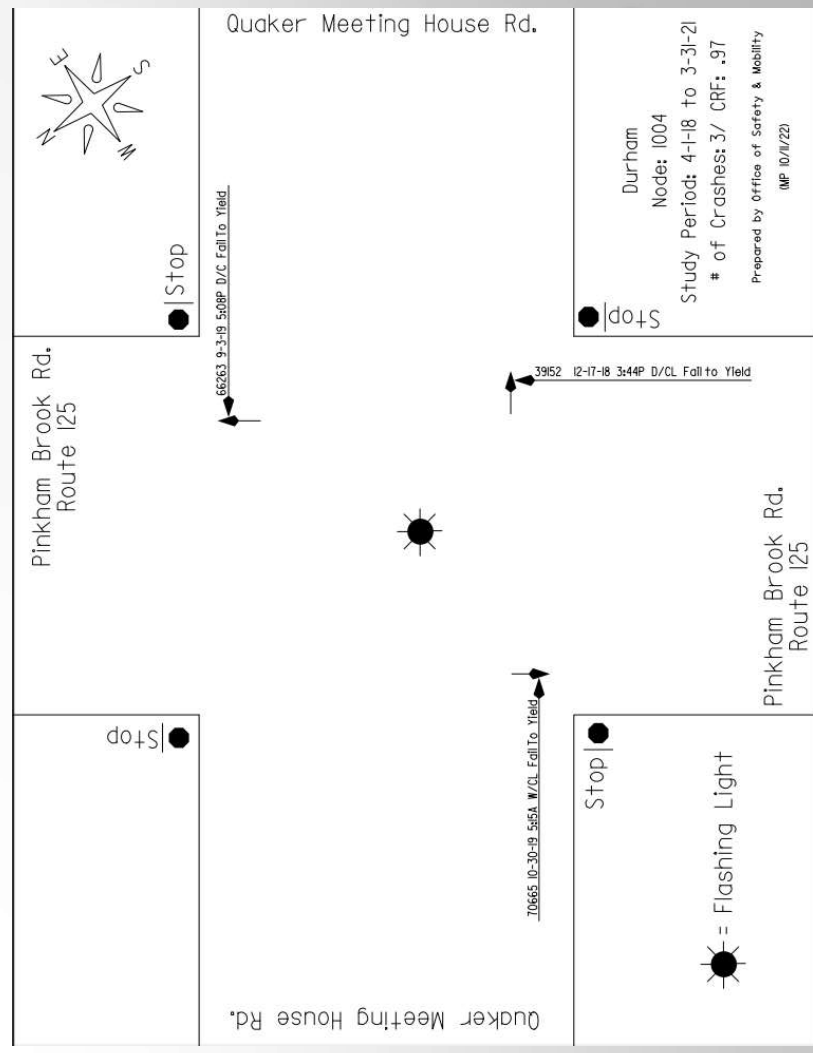 Quaker Meeting House Rd.
E
S
N
W
Stop
66263 9-3-19 5:08P D/C Fail To Yield
Durham
Node: 1004
Study Period: 4-1-18 to 3-31-21
# of Crashes: 3/ CRF: .97
Prepared by Office of Safety & Mobility
(MP 10/11/22)
Stop
Pinkham Brook Rd.
Route 125
39152 12-17-18 3:44P D/CL Fail to Yield
Pinkham Brook Rd.
Route 125
Stop
70665 10-30-19 5:15A W/CL Fail To Yield
Stop
= Flashing Light
Quaker Meeting House Rd.